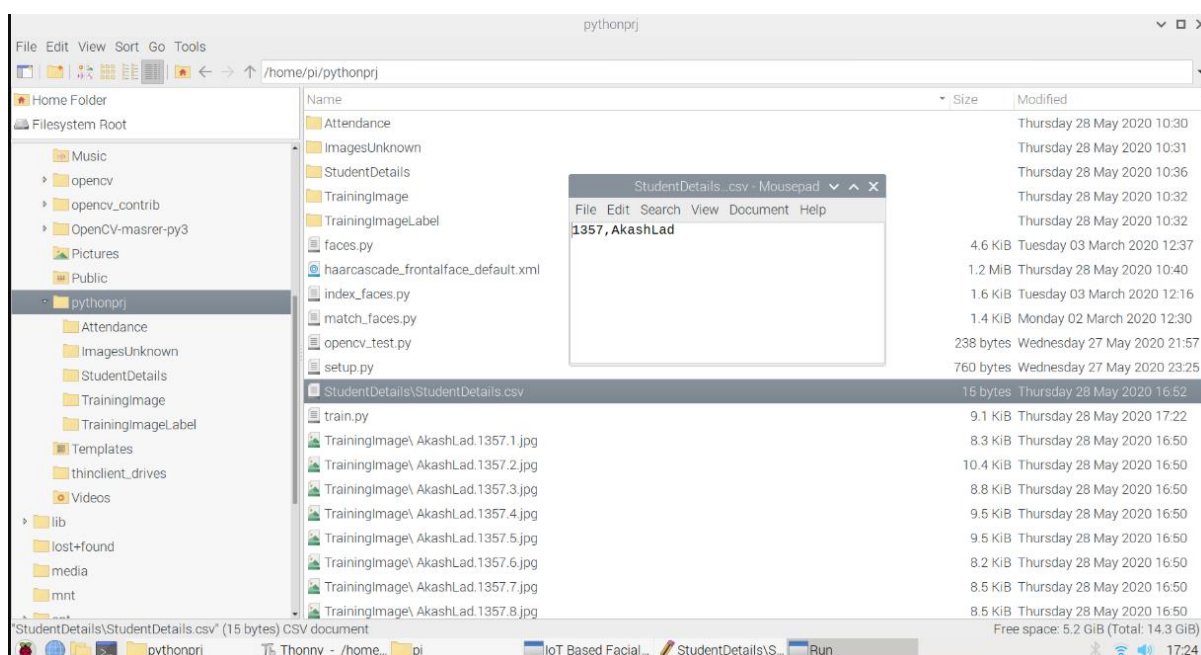 pythonprj
File Edit View Sort Go Tools
/home/pi/pythonprj
Home Folder
Filesystem Root
Music
opencv
opencv_contrib
OpenCV-masrer-py3
Pictures
Public
pythonprj
Attendance
ImagesUnknown
StudentDetails
TrainingImage
TrainingImageLabel
Templates
thinclient_drives
Videos
lib
lost+found
media
mnt
Name Size Modified
Attendance Thursday 28 May 2020 10:30
ImagesUnknown Thursday 28 May 2020 10:31
StudentDetails Thursday 28 May 2020 10:36
TrainingImage Thursday 28 May 2020 10:32
TrainingImageLabel Thursday 28 May 2020 10:32
faces.py 4.6 KiB Tuesday 03 March 2020 12:37
haarcascade_frontalface_default.xml 1.2 MiB Thursday 28 May 2020 10:40
index_faces.py 1.6 KiB Tuesday 03 March 2020 12:16
match_faces.py 1.4 KiB Monday 02 March 2020 12:30
opencv_test.py 238 bytes Wednesday 27 May 2020 21:57
setup.py 760 bytes Wednesday 27 May 2020 23:25
StudentDetails\StudentDetails.csv 15 bytes Thursday 28 May 2020 16:52
train.py 9.1 KiB Thursday 28 May 2020 17:22
TrainingImage\ AkashLad.1357.1.jpg 8.3 KiB Thursday 28 May 2020 16:50
TrainingImage\ AkashLad.1357.2.jpg 10.4 KiB Thursday 28 May 2020 16:50
TrainingImage\ AkashLad.1357.3.jpg 8.8 KiB Thursday 28 May 2020 16:50
TrainingImage\ AkashLad.1357.4.jpg 9.5 KiB Thursday 28 May 2020 16:50
TrainingImage\ AkashLad.1357.5.jpg 9.5 KiB Thursday 28 May 2020 16:50
TrainingImage\ AkashLad.1357.6.jpg 8.2 KiB Thursday 28 May 2020 16:50
TrainingImage\ AkashLad.1357.7.jpg 8.5 KiB Thursday 28 May 2020 16:50
TrainingImage\ AkashLad.1357.8.jpg 8.5 KiB Thursday 28 May 2020 16:50
StudentDetails...csv - Mousepad
File Edit Search View Document Help
1357,AkashLad
"StudentDetails\StudentDetails.csv" (15 bytes) CSV document Free space: 5.2 GiB (Total: 14.3 GiB)
pythonprj Thonny - /home... pi IoT Based Facial... StudentDetails\S... Run 17:24